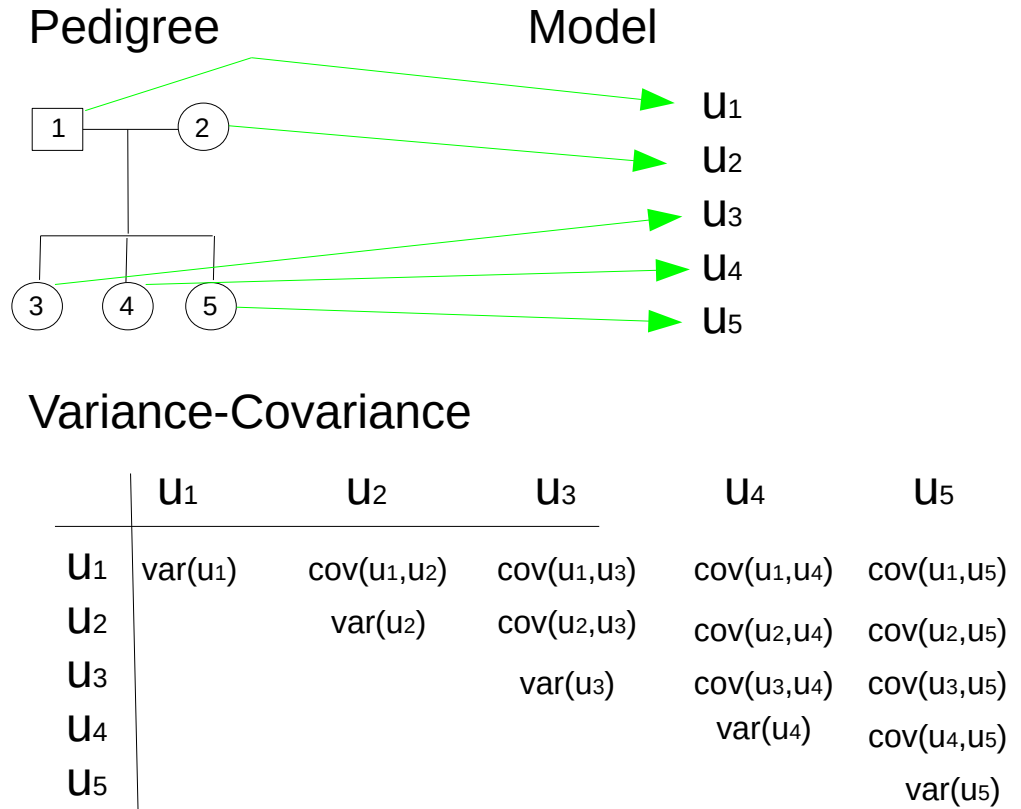 Pedigree Model
1 2
u1
u2
u3
u4
3 4 5
u5
Variance-Covariance
u1 u2 u3 u4 u5
u1 var(u1) cov(u1,u2) cov(u1,u3) cov(u1,u4) cov(u1,u5)
u2 var(u2) cov(u2,u3) cov(u2,u4) cov(u2,u5)
u3 var(u3) cov(u3,u4) cov(u3,u5)
u4 var(u4) cov(u4,u5)
u5 var(u5)